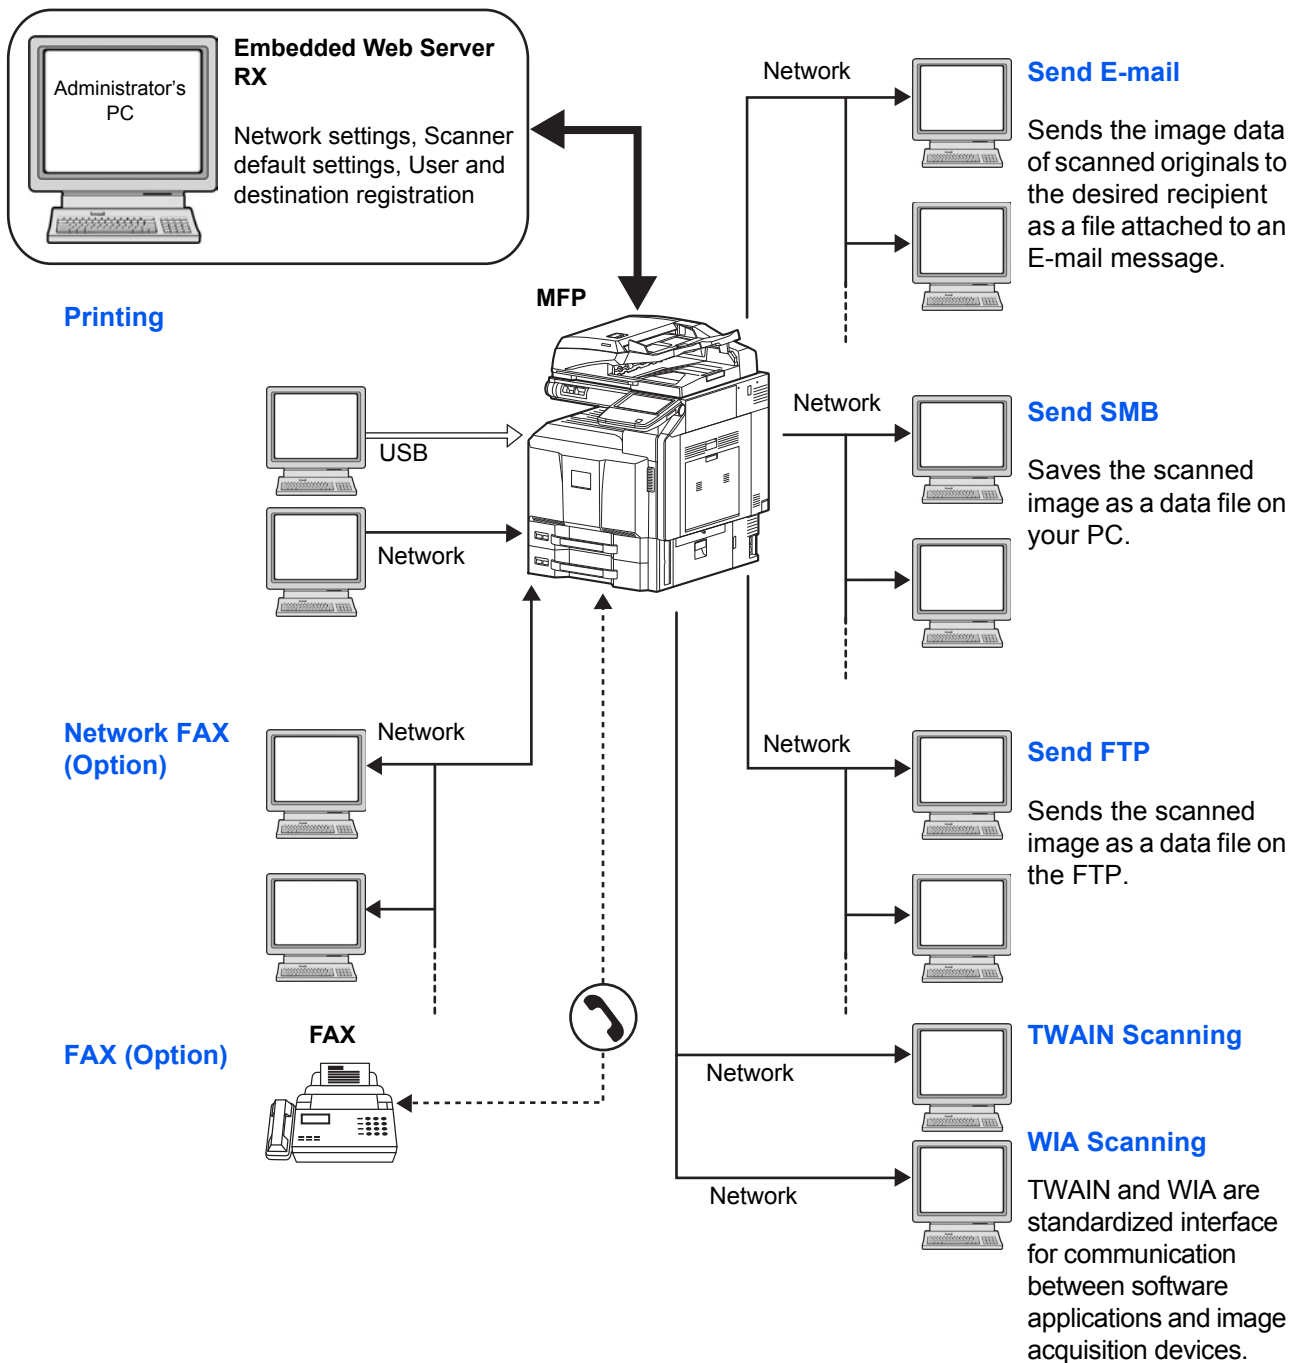 Administrator's
PC
Embedded Web Server
RX
Network settings, Scanner
default settings, User and
destination registration
Network
Send E-mail
Sends the image data
of scanned originals to
the desired recipient
as a file attached to an
E-mail message.
MFP
Printing
USB
Network
Network
Send SMB
Saves the scanned
image as a data file on
your PC.
Network FAX
(Option)
Network
Network
Send FTP
Sends the scanned
image as a data file on
the FTP.
FAX (Option)
FAX
Network
TWAIN Scanning
Network
WIA Scanning
TWAIN and WIA are
standardized interface
for communication
between software
applications and image
acquisition devices.